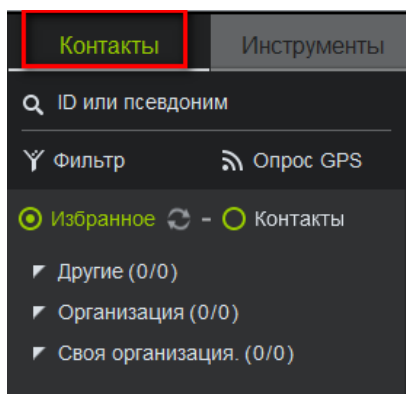 Контакты Инструменты
ID или псевдоним
Фильтр Опрос GPS
Избранное - Контакты
Другие (0/0)
Организация (0/0)
Своя организация. (0/0)